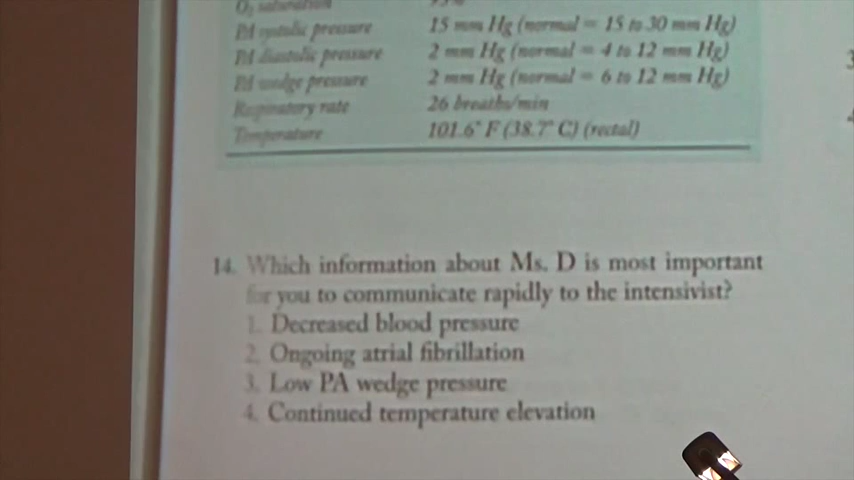 O₂ saturation
PA systolic pressure 15 mm Hg (normal = 15 to 30 mm Hg)
PA diastolic pressure 2 mm Hg (normal = 4 to 12 mm Hg)
PA wedge pressure 2 mm Hg (normal = 6 to 12 mm Hg)
Respiratory rate 26 breaths/min
Temperature 101.6° F (38.7° C) (rectal)
14. Which information about Ms. D is most important
for you to communicate rapidly to the intensivist?
1. Decreased blood pressure
2. Ongoing atrial fibrillation
3. Low PA wedge pressure
4. Continued temperature elevation